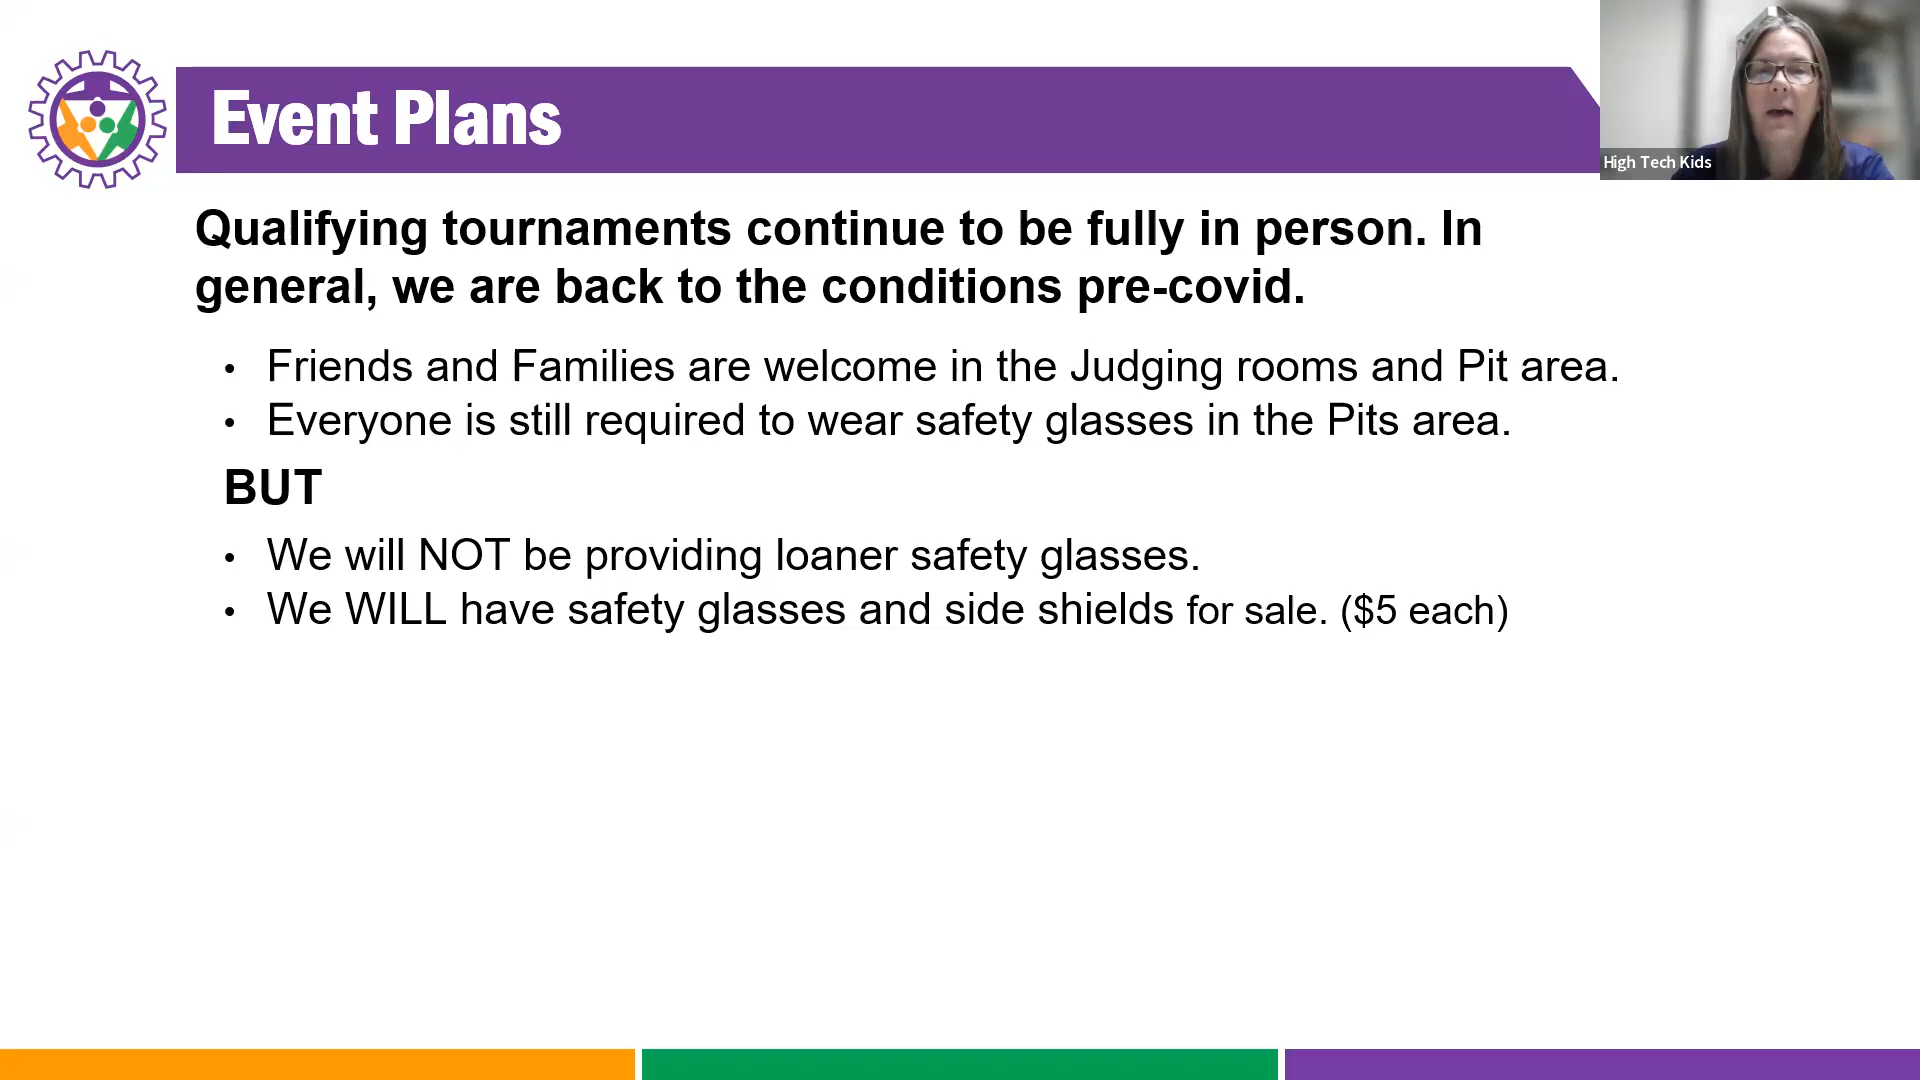 Event Plans
High Tech Kids
Qualifying tournaments continue to be fully in person. In
general, we are back to the conditions pre-covid.
• Friends and Families are welcome in the Judging rooms and Pit area.
• Everyone is still required to wear safety glasses in the Pits area.
BUT
• We will NOT be providing loaner safety glasses.
• We WILL have safety glasses and side shields for sale. ($5 each)